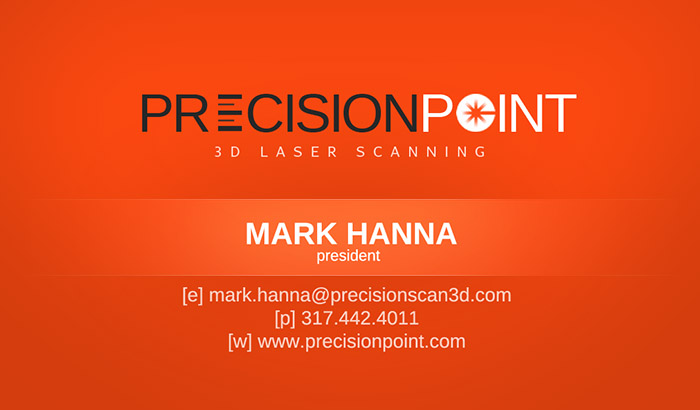 PRECISIONPOINT
3D LASER SCANNING
MARK HANNA
president
[e] mark.hanna@precisionscan3d.com
[p] 317.442.4011
[w] www.precisionpoint.com